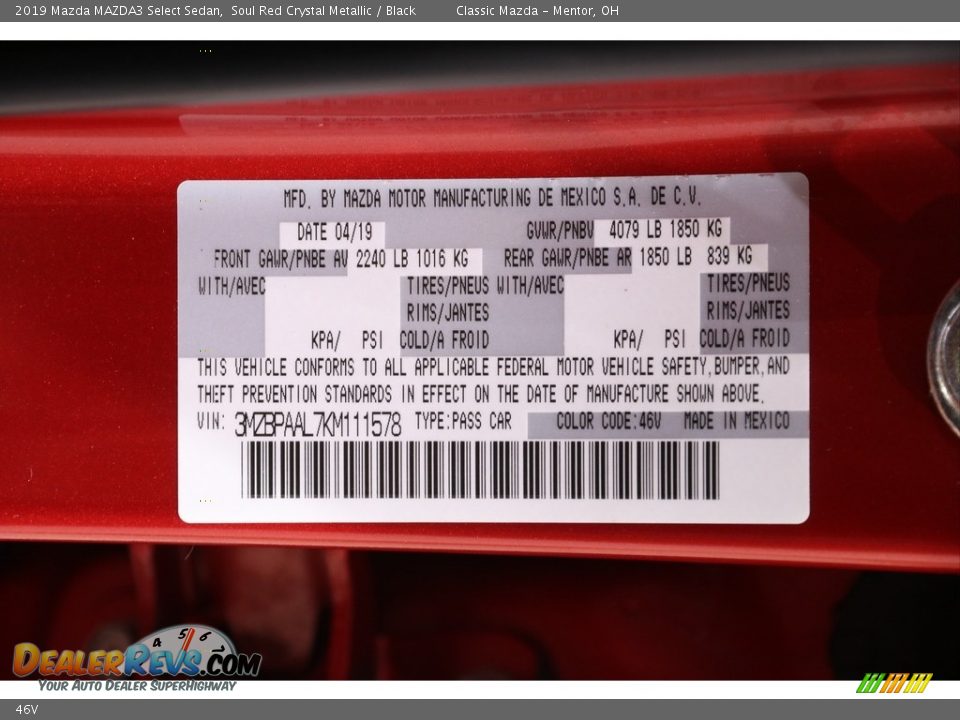 2019 Mazda MAZDA3 Select Sedan, Soul Red Crystal Metallic / Black Classic Mazda - Mentor, OH
MFD. BY MAZDA MOTOR MANUFACTURING DE MEXICO S.A. DE C.V.
DATE 04/19 GVWR/PNBV 4079 LB 1850 KG
FRONT GAWR/PNBE AV 2240 LB 1016 KG REAR GAWR/PNBE AR 1850 LB 839 KG
WITH/AVEC TIRES/PNEUS WITH/AVEC TIRES/PNEUS
RIMS/JANTES RIMS/JANTES
KPA/ PSI COLD/A FROID KPA/ PSI COLD/A FROID
THIS VEHICLE CONFORMS TO ALL APPLICABLE FEDERAL MOTOR VEHICLE SAFETY,BUMPER,AND
THEFT PREVENTION STANDARDS IN EFFECT ON THE DATE OF MANUFACTURE SHOWN ABOVE.
VIN: 3MZBPAAL7KM111578 TYPE:PASS CAR COLOR CODE:46V MADE IN MEXICO
4 5 6
DEALERREVS.COM
YOUR AUTO DEALER SUPERHIGHWAY
46V